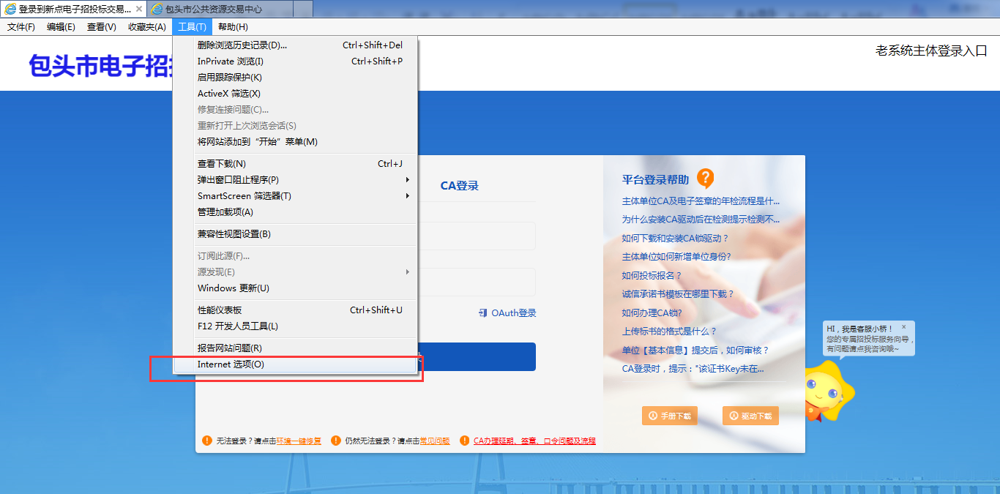 登录到新点电子招投标交易...
包头市公共资源交易中心
文件(F) 编辑(E) 查看(V) 收藏夹(A) 工具(T) 帮助(H)
包头市电子招
老系统主体登录入口
删除浏览历史记录(D)... Ctrl+Shift+Del
InPrivate 浏览(I) Ctrl+Shift+P
启用跟踪保护(K)
ActiveX 筛选(X)
修复连接问题(C)...
重新打开上次浏览会话(S)
将网站添加到“开始”菜单(M)
查看下载(N) Ctrl+J
弹出窗口阻止程序(P)
SmartScreen 筛选器(T)
管理加载项(A)
兼容性视图设置(B)
订阅此源(F)...
源发现(E)
Windows 更新(U)
性能仪表板 Ctrl+Shift+U
F12 开发人员工具(L)
报告网站问题(R)
Internet 选项(O)
CA登录
OAuth登录
平台登录帮助
主体单位CA及电子签章的年检流程是什...
为什么安装CA驱动后在检测提示检测不...
如何下载和安装CA锁驱动？
主体单位如何新增单位身份?
如何投标报名？
诚信承诺书模板在哪里下载？
如何办理CA锁?
上传标书的格式是什么？
单位【基本信息】提交后，如何审核？
CA登录时，提示："该证书Key未在...
手册下载 驱动下载
HI，我是客服小桥！
您的专属招投标服务向导，
有问题请点我咨询哦~
无法登录？请点击环境一键修复 仍然无法登录？请点击常见问题 CA办理延期、签章、口令问题及流程